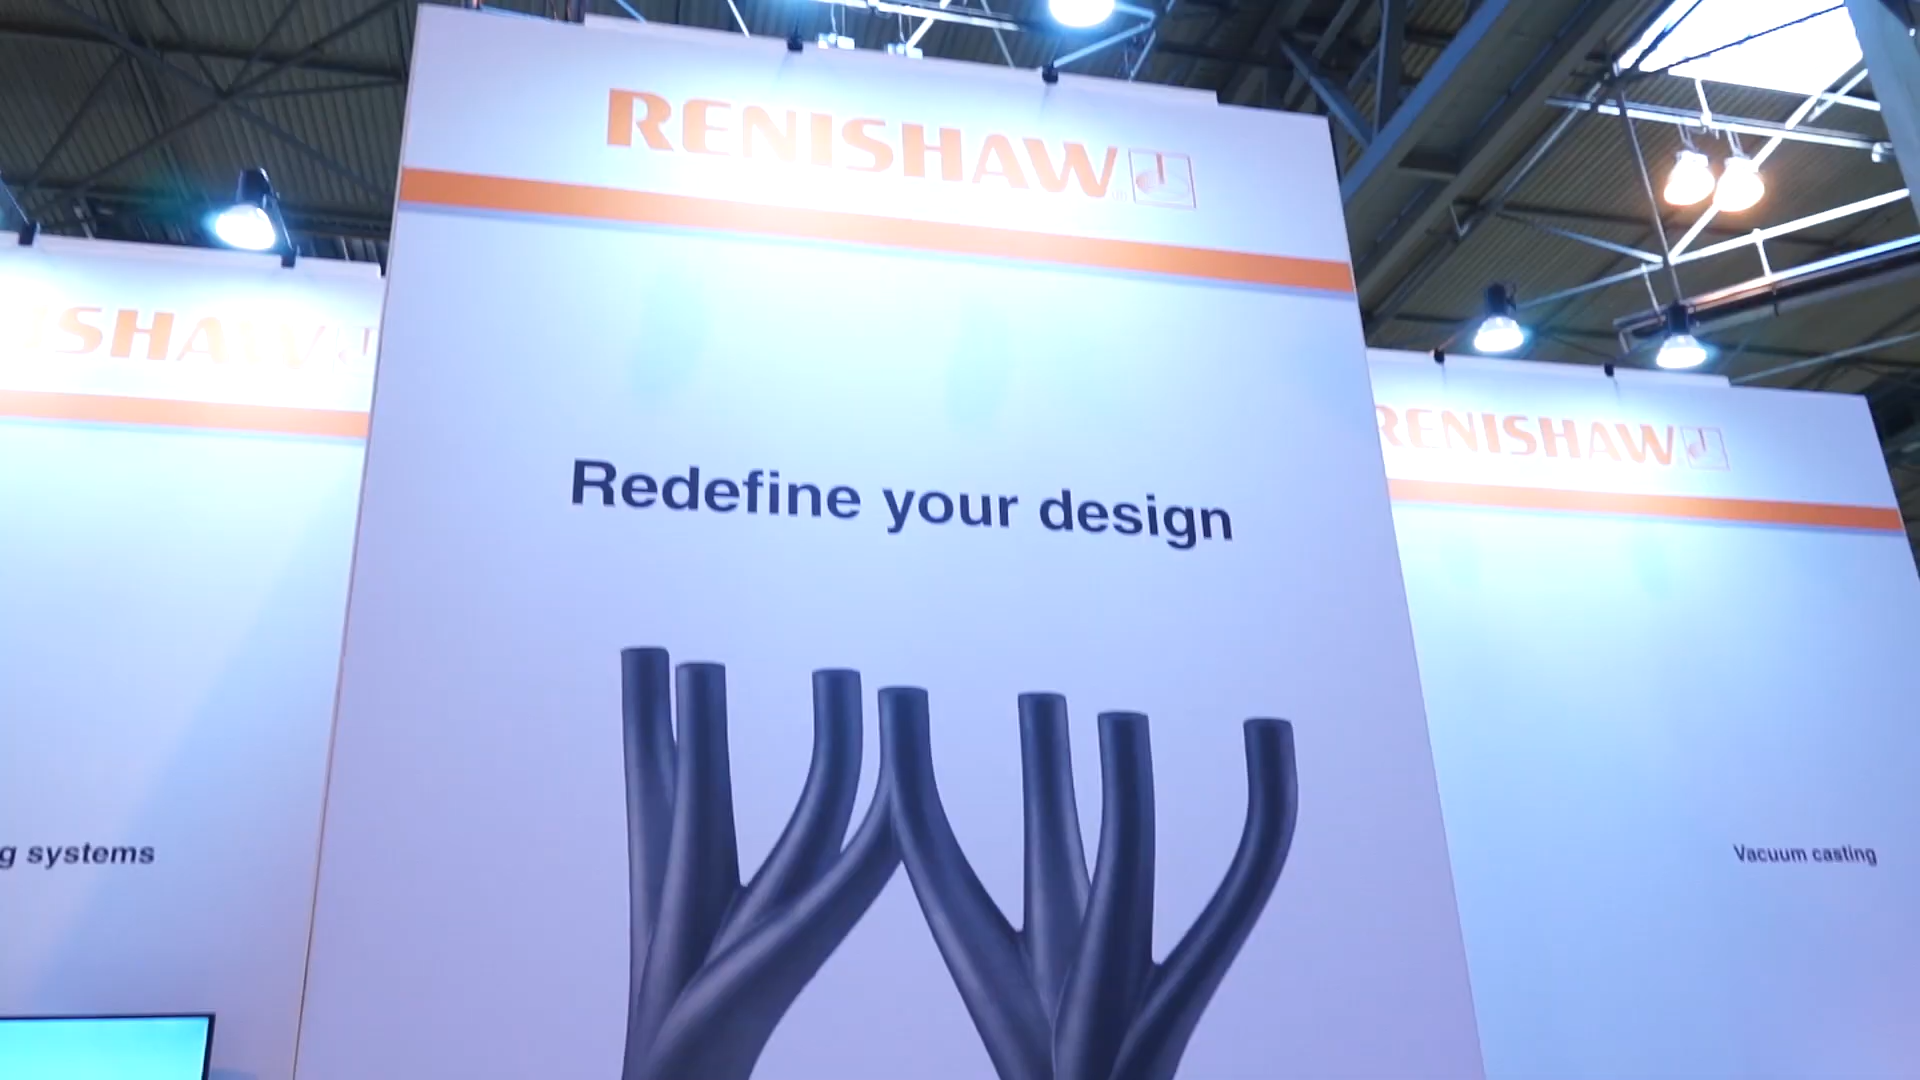 RENISHAW
SHAW
RENISHAW
Redefine your design
g systems
Vacuum casting